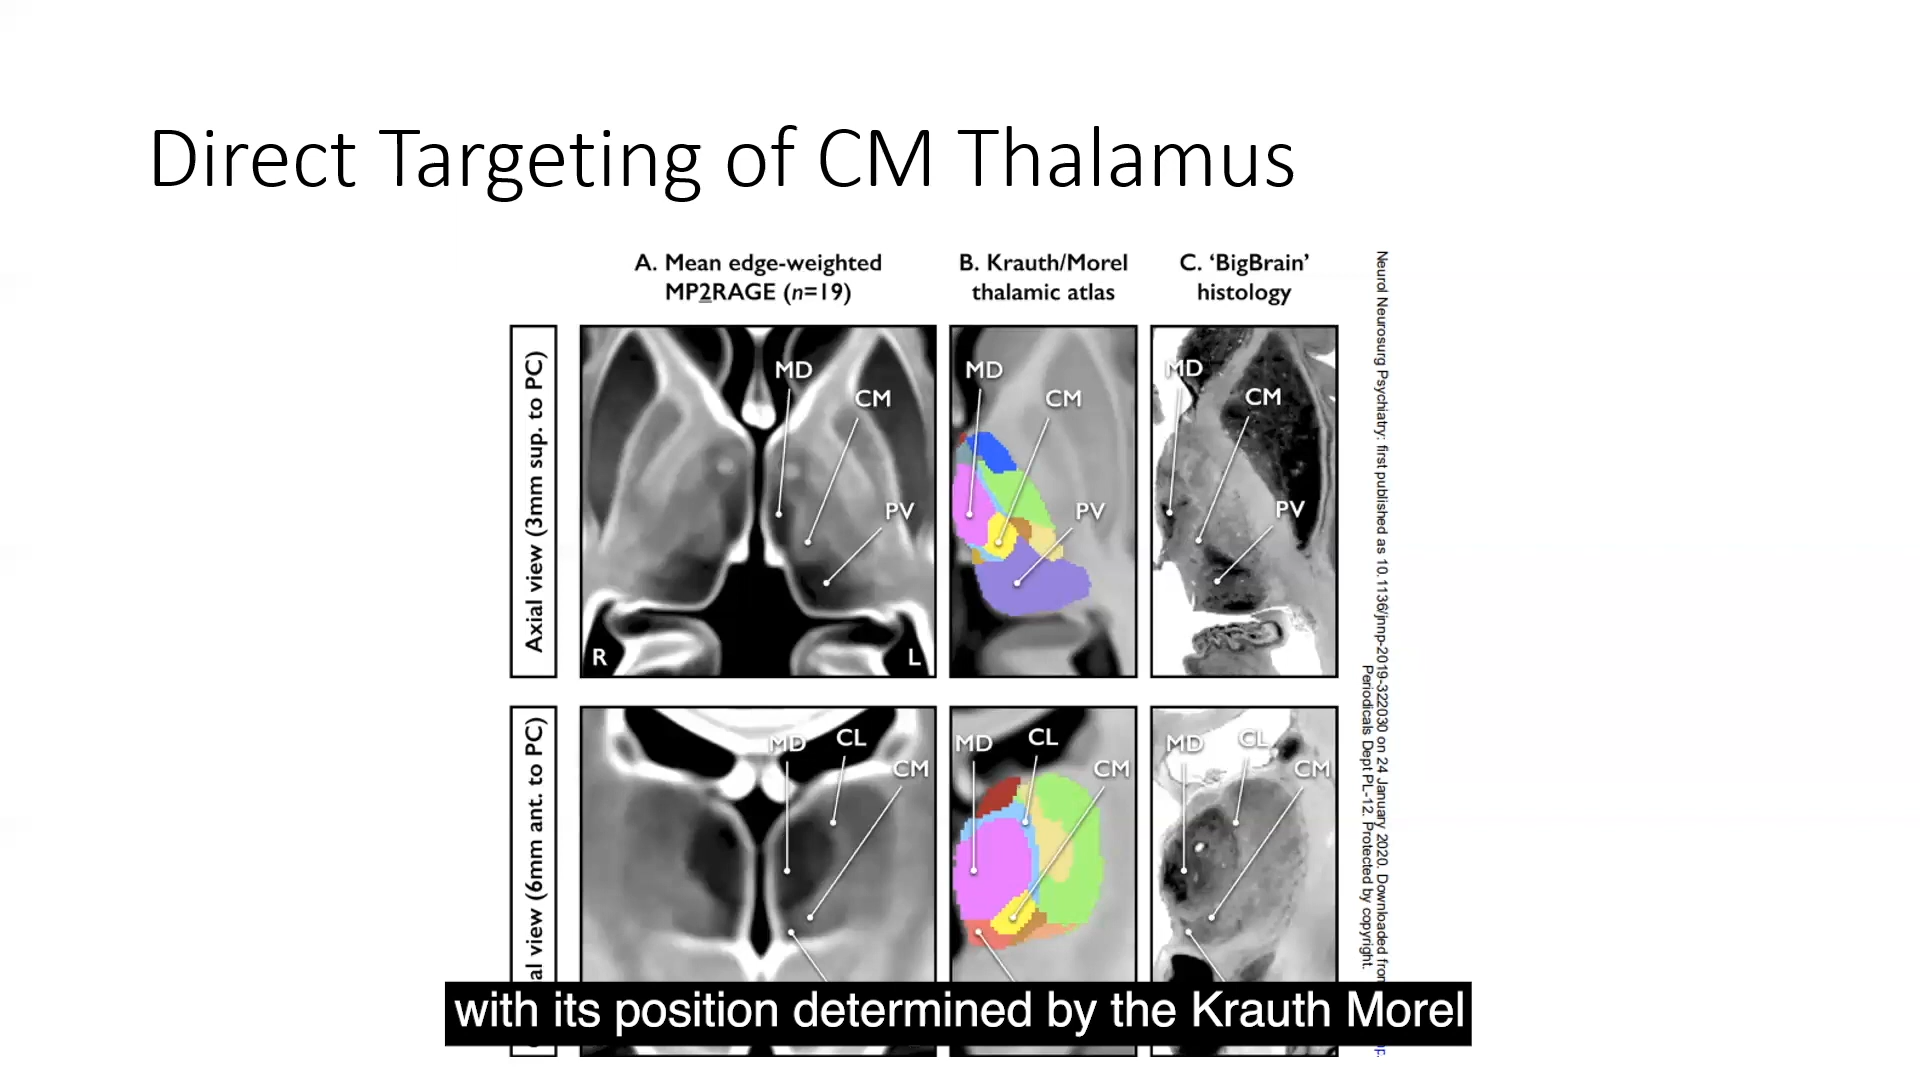 Direct Targeting of CM Thalamus
A. Mean edge-weighted
MP2RAGE (n=19)
B. Krauth/Morel
thalamic atlas
C. ‘BigBrain’
histology
Axial view (3mm sup. to PC)
MD
CM
PV
R
L
MD
CM
PV
MD
CM
PV
al view (6mm ant. to PC)
MD
CL
CM
MD
CL
CM
MD
CL
CM
Neurol Neurosurg Psychiatry: first published as 10.1136/jnnp-2019-322030 on 24 January 2020. Downloaded from
Periodicals Dept PL-12. Protected by copyright.
with its position determined by the Krauth Morel